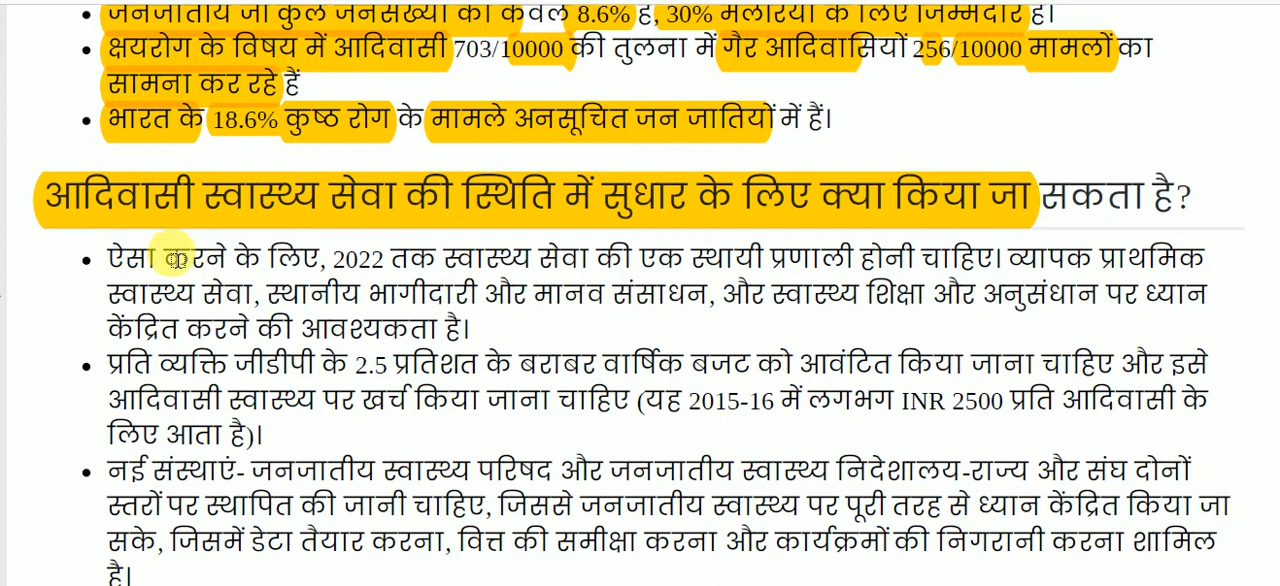 जनजातीय जो कुल जनसंख्या का केवल 8.6% है, 30% मलेरिया के लिए जिम्मेदार है।
• क्षयरोग के विषय में आदिवासी 703/10000 की तुलना में गैर आदिवासियों 256/10000 मामलों का
सामना कर रहे हैं
• भारत के 18.6% कुष्ठ रोग के मामले अनसूचित जन जातियों में हैं।
आदिवासी स्वास्थ्य सेवा की स्थिति में सुधार के लिए क्या किया जा सकता है?
• ऐसा करने के लिए, 2022 तक स्वास्थ्य सेवा की एक स्थायी प्रणाली होनी चाहिए। व्यापक प्राथमिक
स्वास्थ्य सेवा, स्थानीय भागीदारी और मानव संसाधन, और स्वास्थ्य शिक्षा और अनुसंधान पर ध्यान
केंद्रित करने की आवश्यकता है।
• प्रति व्यक्ति जीडीपी के 2.5 प्रतिशत के बराबर वार्षिक बजट को आवंटित किया जाना चाहिए और इसे
आदिवासी स्वास्थ्य पर खर्च किया जाना चाहिए (यह 2015-16 में लगभग INR 2500 प्रति आदिवासी के
लिए आता है)।
• नई संस्थाएं- जनजातीय स्वास्थ्य परिषद और जनजातीय स्वास्थ्य निदेशालय-राज्य और संघ दोनों
स्तरों पर स्थापित की जानी चाहिए, जिससे जनजातीय स्वास्थ्य पर पूरी तरह से ध्यान केंद्रित किया जा
सके, जिसमें डेटा तैयार करना, वित्त की समीक्षा करना और कार्यक्रमों की निगरानी करना शामिल
है।